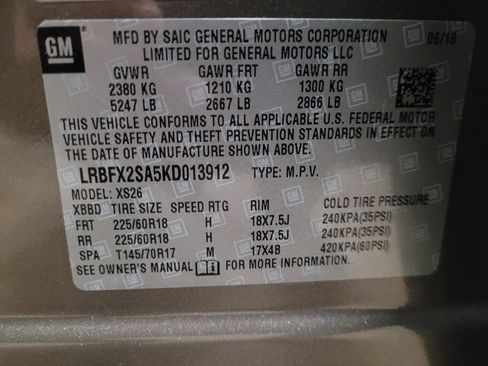 GM
MFD BY SAIC GENERAL MOTORS CORPORATION 06/18
LIMITED FOR GENERAL MOTORS LLC
GVWR GAWR FRT GAWR RR
2380 KG 1210 KG 1300 KG
5247 LB 2667 LB 2866 LB
THIS VEHICLE CONFORMS TO ALL APPLICABLE U.S. FEDERAL MOTOR
VEHICLE SAFETY AND THEFT PREVENTION STANDARDS IN EFFECT ON
THE DATE OF MANUFACTURE SHOWN ABOVE.
LRBFX2SA5KD013912 TYPE: M.P.V.
MODEL: XS26
XBBD TIRE SIZE SPEED RTG RIM COLD TIRE PRESSURE
FRT 225/60R18 H 18X7.5J 240KPA(35PSI)
RR 225/60R18 H 18X7.5J 240KPA(35PSI)
SPA T145/70R17 M 17X4B 420KPA(60PSI)
SEE OWNER'S MANUAL FOR MORE INFORMATION